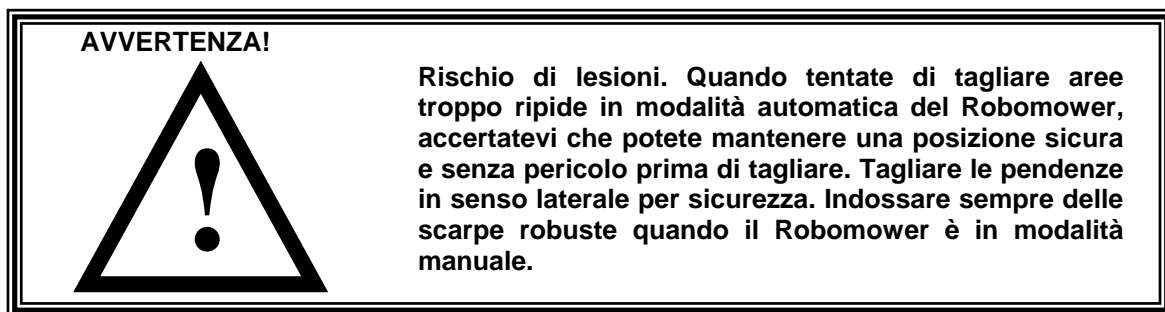 AVVERTENZA!
Rischio di lesioni. Quando tentate di tagliare aree
troppo ripide in modalità automatica del Robomower,
accertatevi che potete mantenere una posizione sicura
e senza pericolo prima di tagliare. Tagliare le pendenze
in senso laterale per sicurezza. Indossare sempre delle
scarpe robuste quando il Robomower è in modalità
manuale.